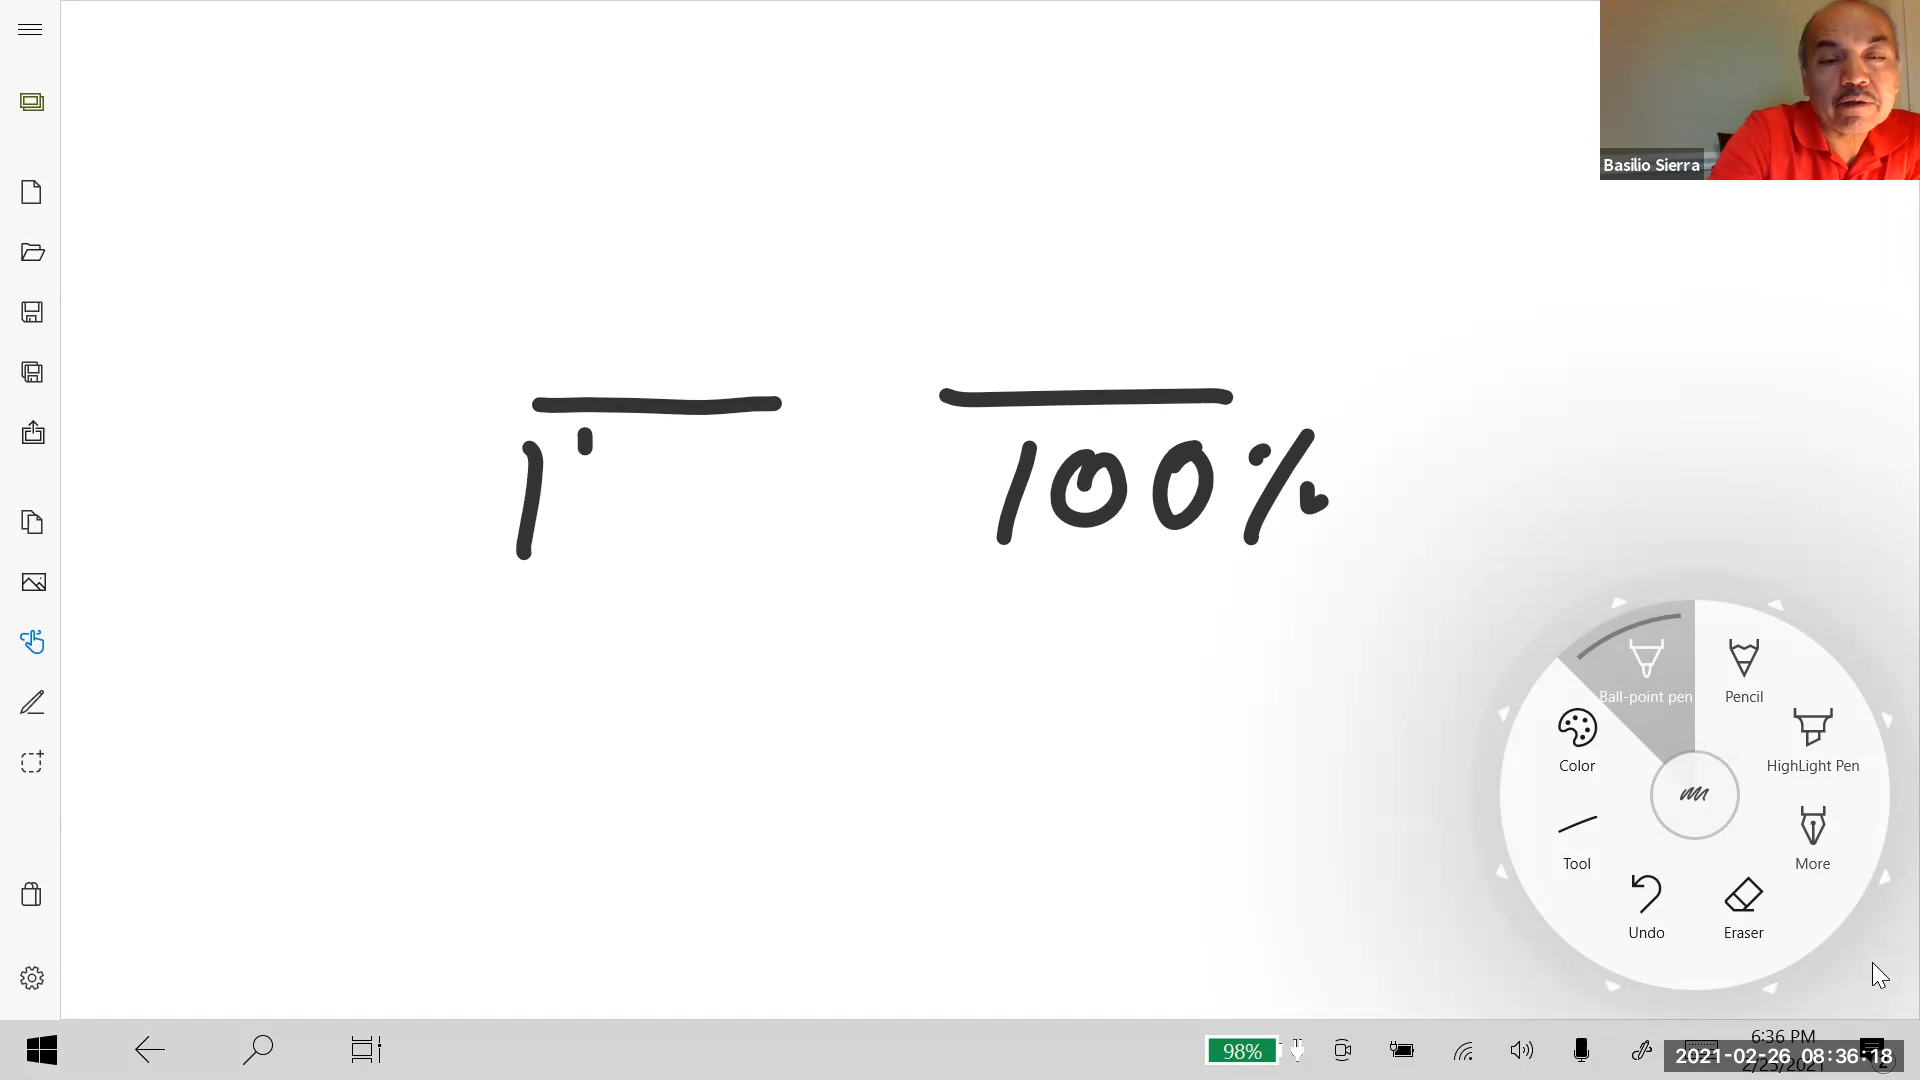 Basilio Sierra
1' 100%
Ball-point pen
Pencil
Color
HighLight Pen
Tool
More
Undo
Eraser
98%
6:36 PM
2021-02-26 08:36:18